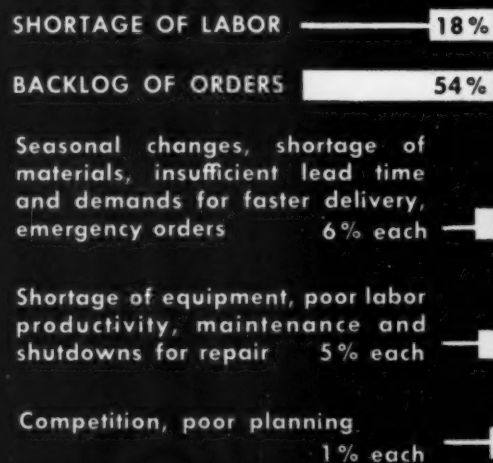 SHORTAGE OF LABOR 18%
BACKLOG OF ORDERS 54%
Seasonal changes, shortage of
materials, insufficient lead time
and demands for faster delivery,
emergency orders 6% each
Shortage of equipment, poor labor
productivity, maintenance and
shutdowns for repair 5% each
Competition, poor planning
1% each